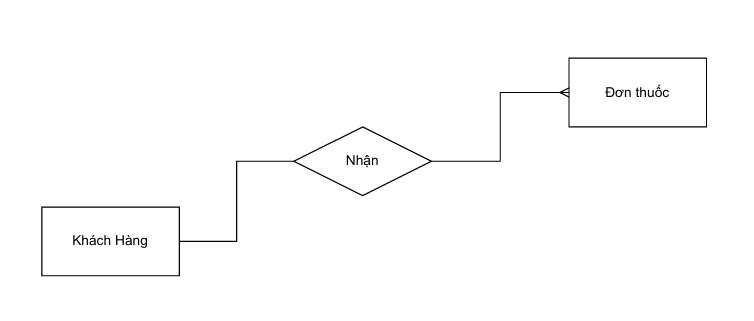 Đơn thuốc
Nhận
Khách Hàng